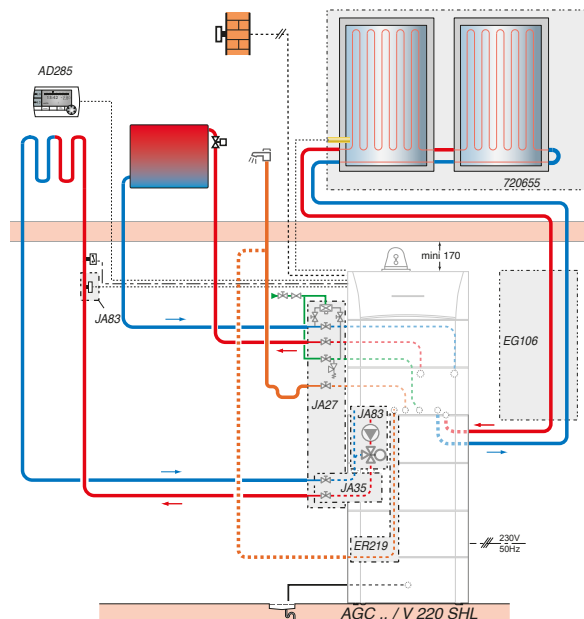 AD285
720655
mini 170
JA83
EG106
JA27
JA83
JA35
ER219
230V
50Hz
AGC .. / V 220 SHL